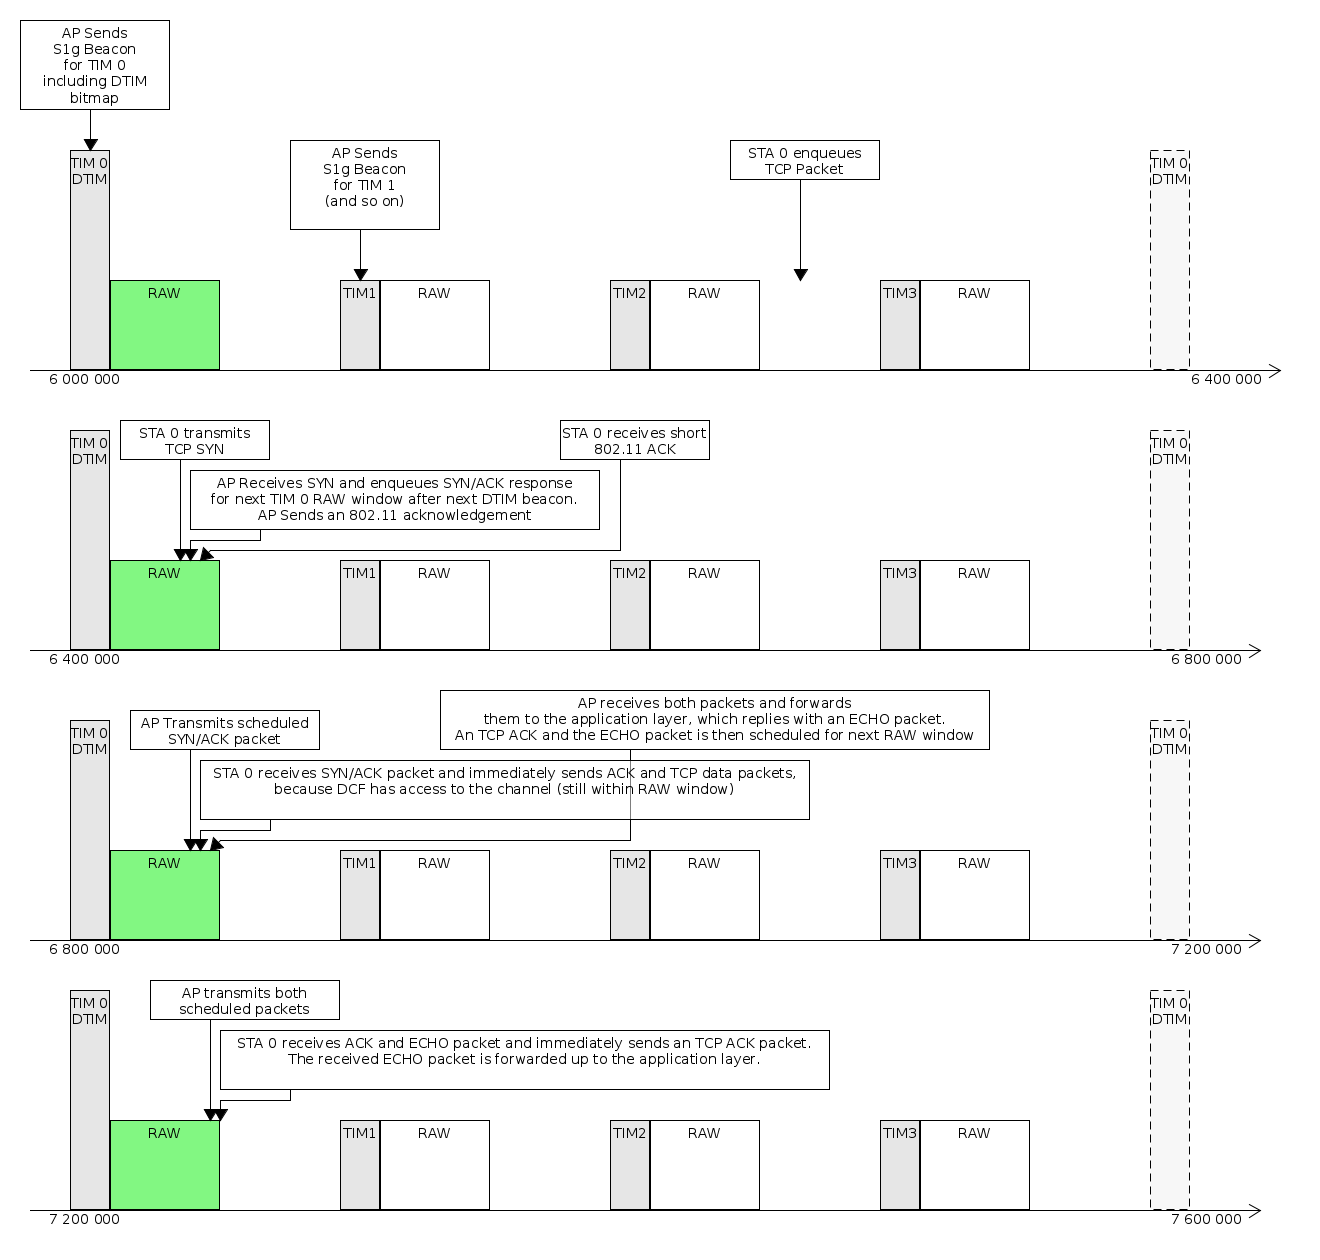 AP Sends
S1g Beacon
for TIM 0
including DTIM
bitmap
AP Sends
S1g Beacon
for TIM 1
(and so on)
STA 0 enqueues
TCP Packet
TIM 0
DTIM
RAW
TIM1
RAW
TIM2
RAW
TIM3
RAW
TIM 0
DTIM
6 000 000
6 400 000
STA 0 transmits
TCP SYN
STA 0 receives short
802.11 ACK
AP Receives SYN and enqueues SYN/ACK response
for next TIM 0 RAW window after next DTIM beacon.
AP Sends an 802.11 acknowledgement
TIM 0
DTIM
RAW
TIM1
RAW
TIM2
RAW
TIM3
RAW
TIM 0
DTIM
6 400 000
6 800 000
AP Transmits scheduled
SYN/ACK packet
AP receives both packets and forwards
them to the application layer, which replies with an ECHO packet.
An TCP ACK and the ECHO packet is then scheduled for next RAW window
STA 0 receives SYN/ACK packet and immediately sends ACK and TCP data packets,
because DCF has access to the channel (still within RAW window)
TIM 0
DTIM
RAW
TIM1
RAW
TIM2
RAW
TIM3
RAW
TIM 0
DTIM
6 800 000
7 200 000
AP transmits both
scheduled packets
STA 0 receives ACK and ECHO packet and immediately sends an TCP ACK packet.
The received ECHO packet is forwarded up to the application layer.
TIM 0
DTIM
RAW
TIM1
RAW
TIM2
RAW
TIM3
RAW
TIM 0
DTIM
7 200 000
7 600 000